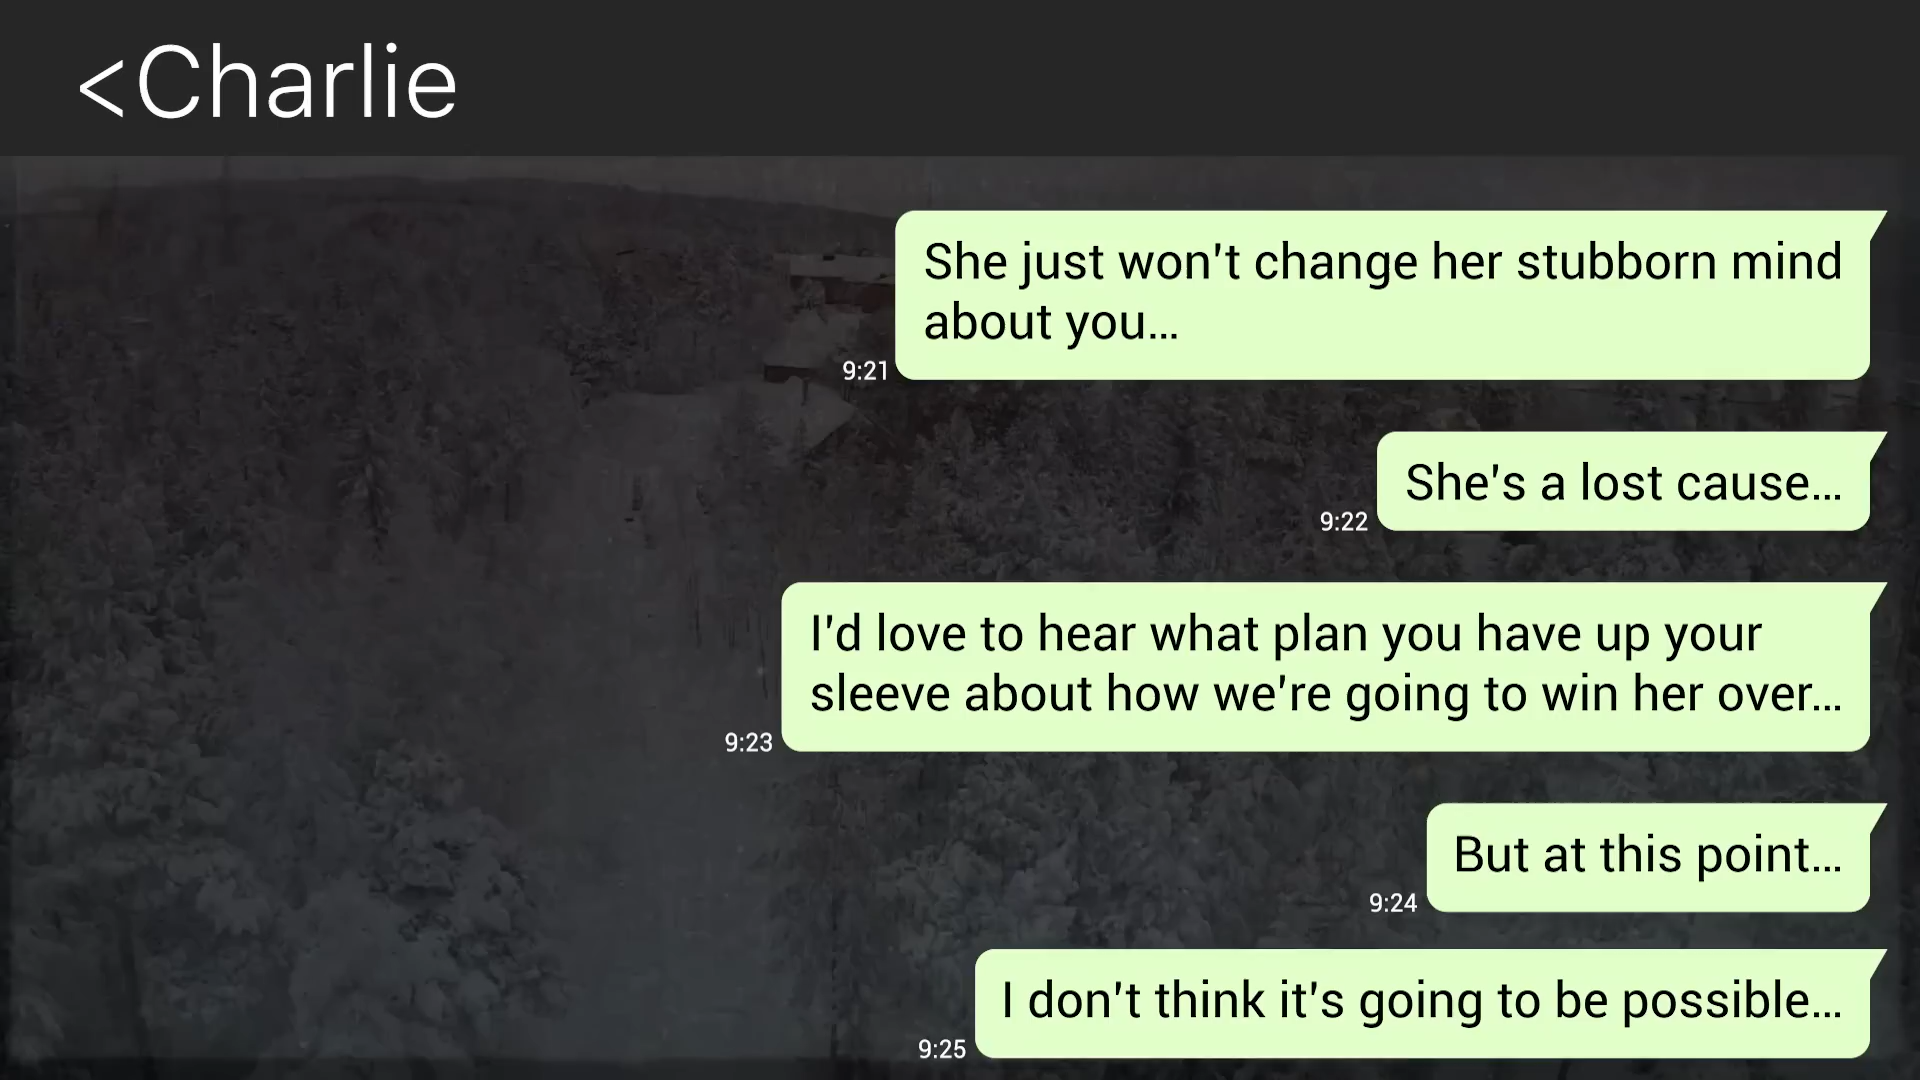 <Charlie
She just won't change her stubborn mind
about you...
9:21
She's a lost cause...
9:22
I'd love to hear what plan you have up your
sleeve about how we're going to win her over...
9:23
But at this point...
9:24
I don't think it's going to be possible...
9:25